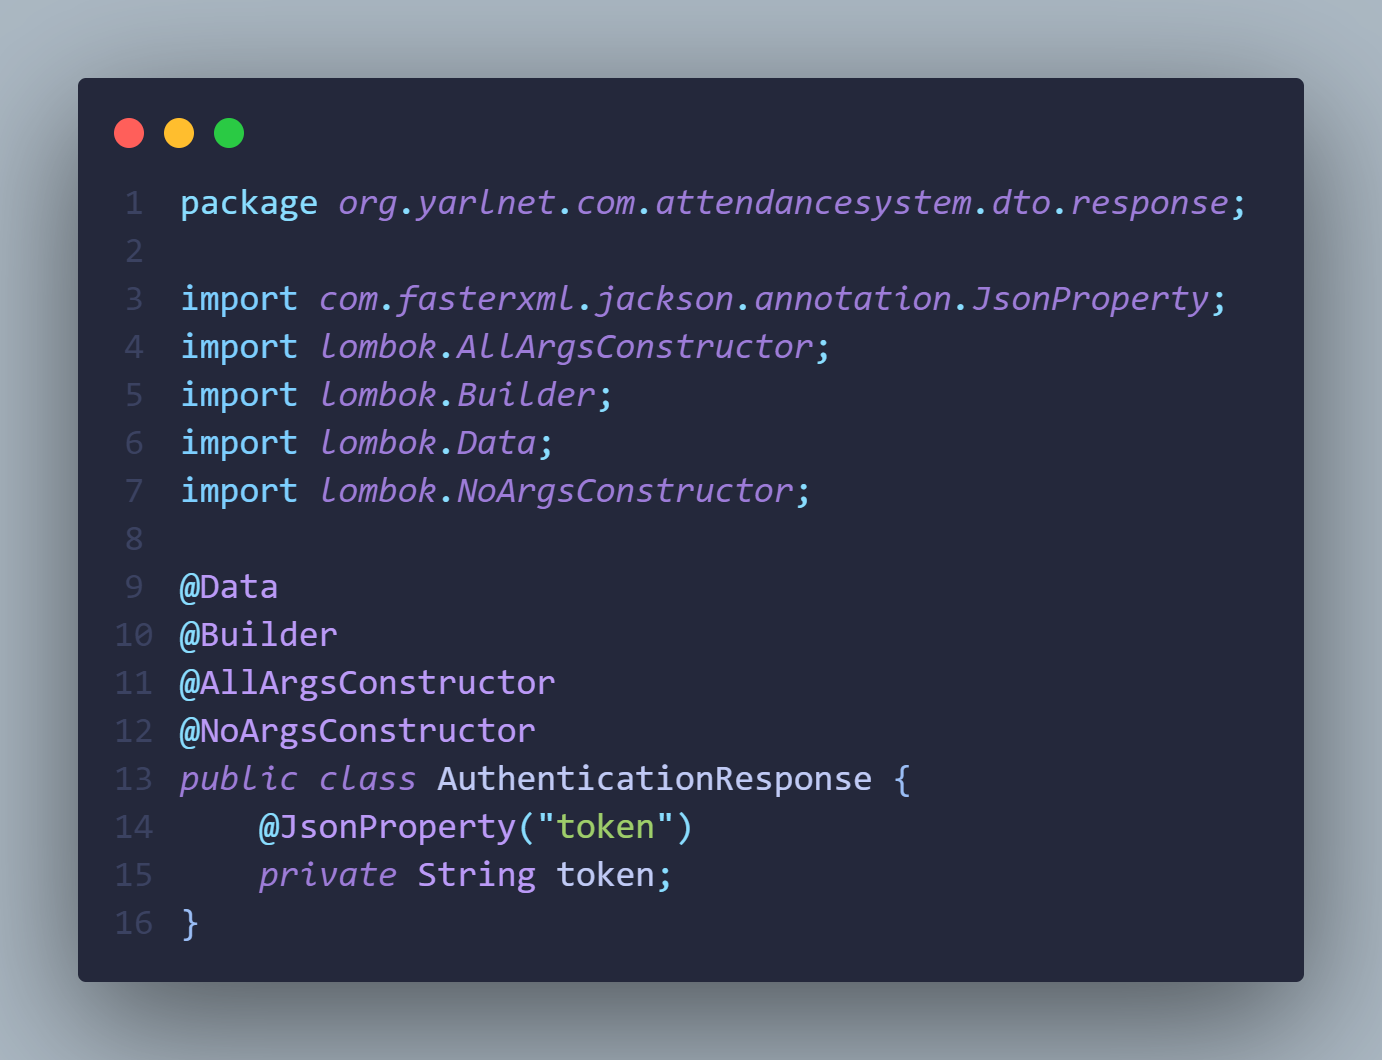 1 package org.yarlnet.com.attendancesystem.dto.response;
2
3 import com.fasterxml.jackson.annotation.JsonProperty;
4 import lombok.AllArgsConstructor;
5 import lombok.Builder;
6 import lombok.Data;
7 import lombok.NoArgsConstructor;
8
9 @Data
10 @Builder
11 @AllArgsConstructor
12 @NoArgsConstructor
13 public class AuthenticationResponse {
14     @JsonProperty("token")
15     private String token;
16 }